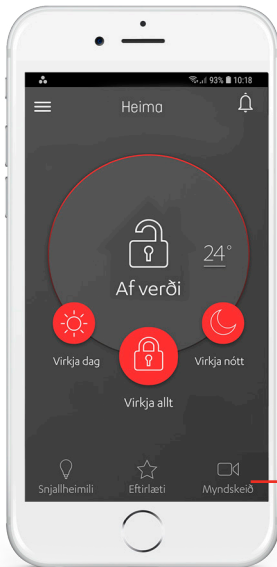 93% 10:18
Heima
24°
Af verði
Virkja dag
Virkja nótt
Virkja allt
Snjallheimili Eftirlæti Myndskeið